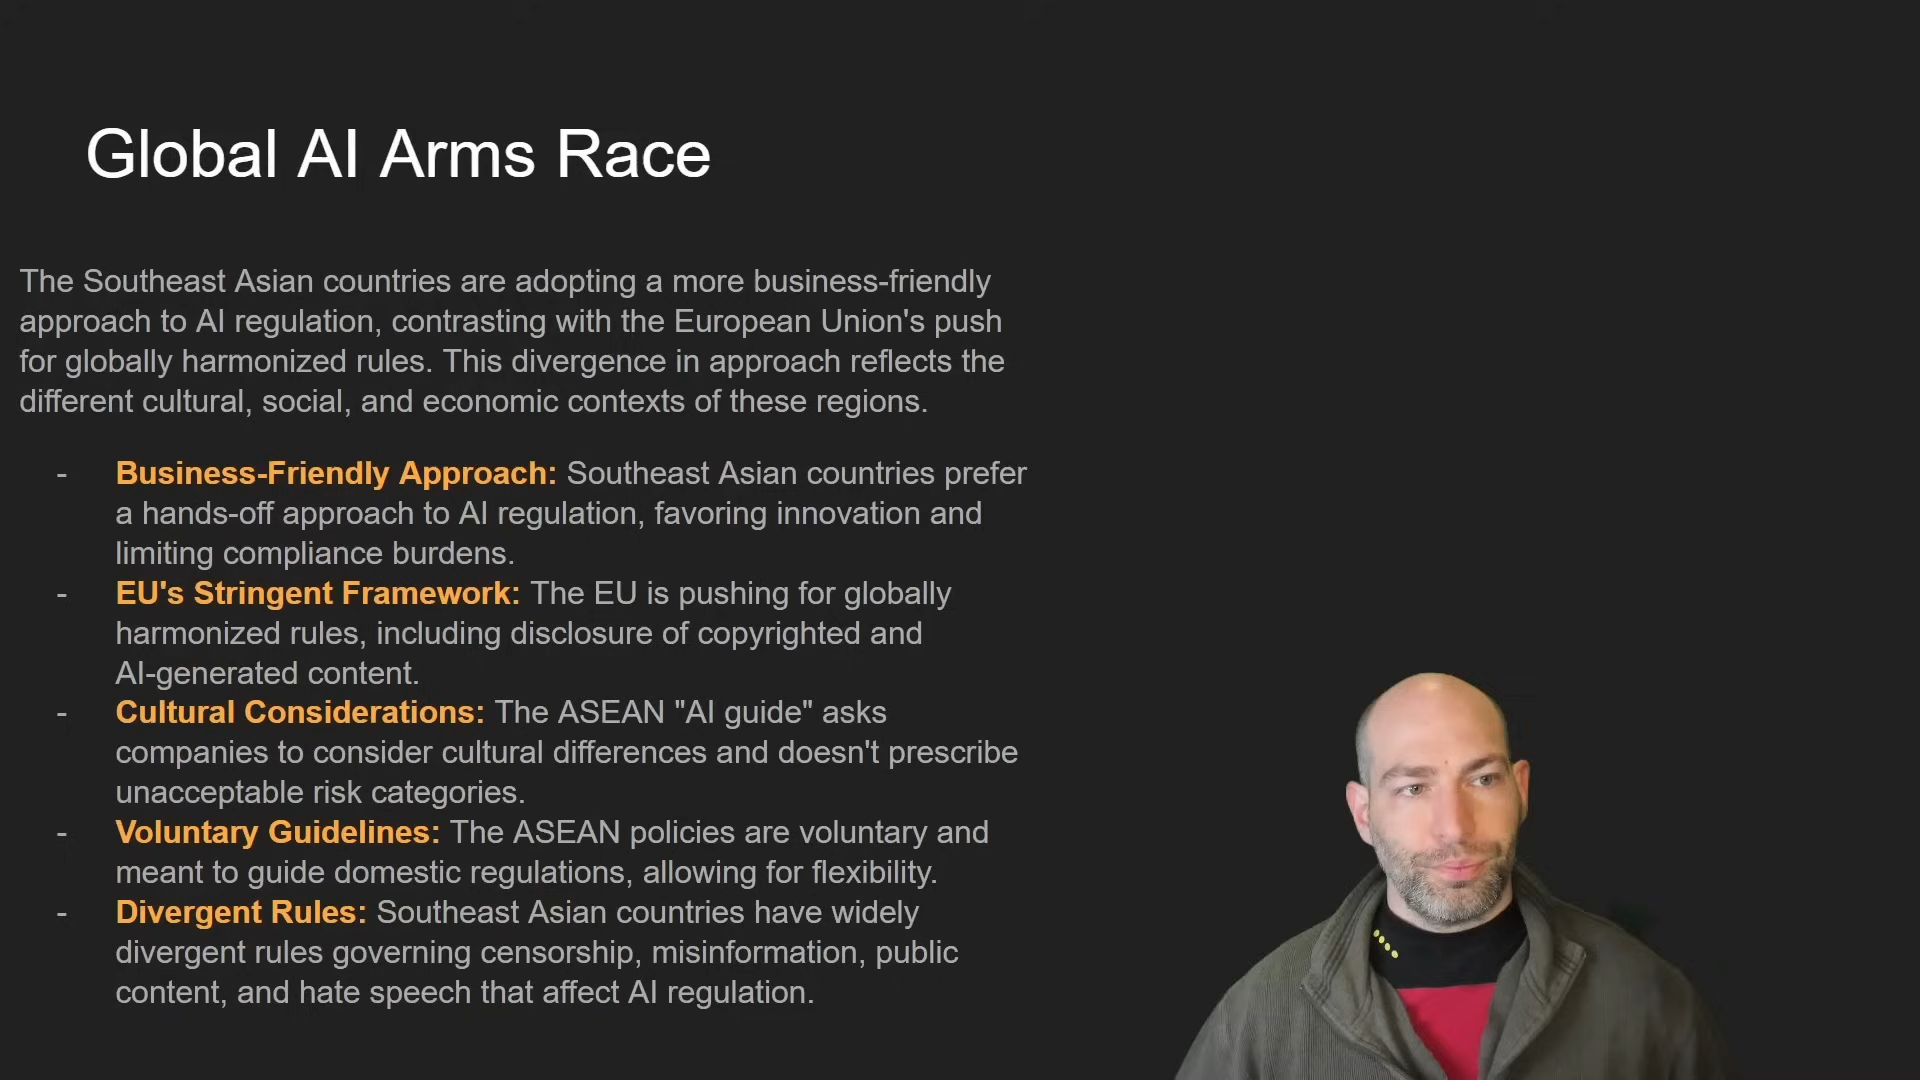 Global AI Arms Race
The Southeast Asian countries are adopting a more business-friendly
approach to AI regulation, contrasting with the European Union's push
for globally harmonized rules. This divergence in approach reflects the
different cultural, social, and economic contexts of these regions.
- Business-Friendly Approach: Southeast Asian countries prefer
a hands-off approach to AI regulation, favoring innovation and
limiting compliance burdens.
- EU's Stringent Framework: The EU is pushing for globally
harmonized rules, including disclosure of copyrighted and
AI-generated content.
- Cultural Considerations: The ASEAN "AI guide" asks
companies to consider cultural differences and doesn't prescribe
unacceptable risk categories.
- Voluntary Guidelines: The ASEAN policies are voluntary and
meant to guide domestic regulations, allowing for flexibility.
- Divergent Rules: Southeast Asian countries have widely
divergent rules governing censorship, misinformation, public
content, and hate speech that affect AI regulation.